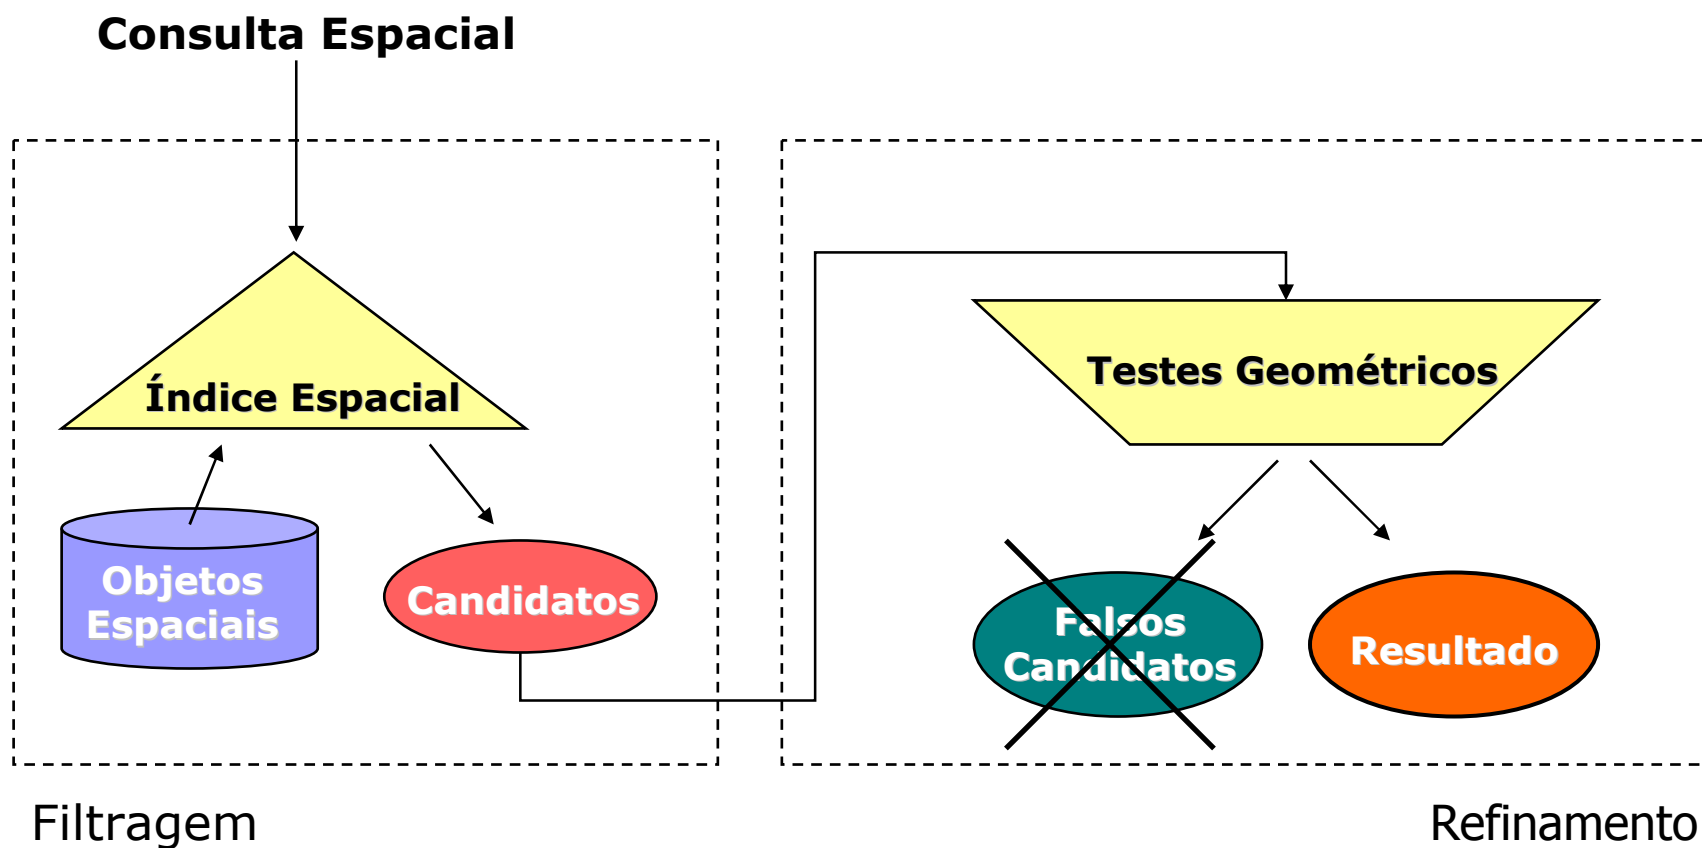 Consulta Espacial
Índice Espacial
Objetos
Espaciais
Candidatos
Testes Geométricos
Falsos
Candidatos
Resultado
Filtragem
Refinamento